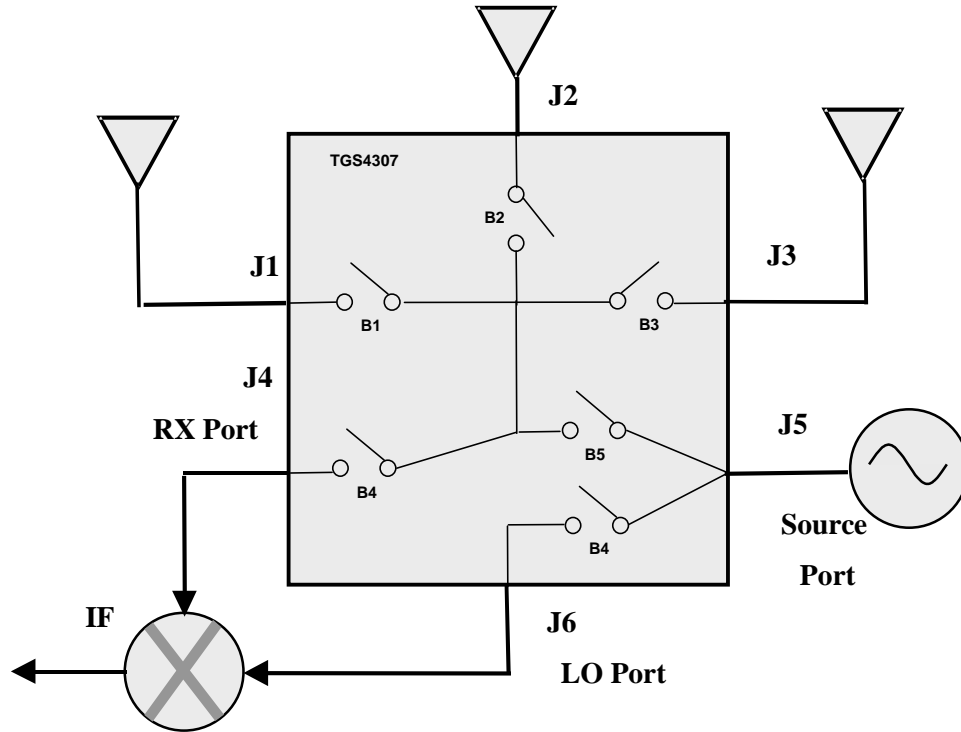 J2
TGS4307
B2
J1
J3
B1
B3
J4
RX Port
J5
B5
B4
B4
Source
Port
IF
J6
LO Port